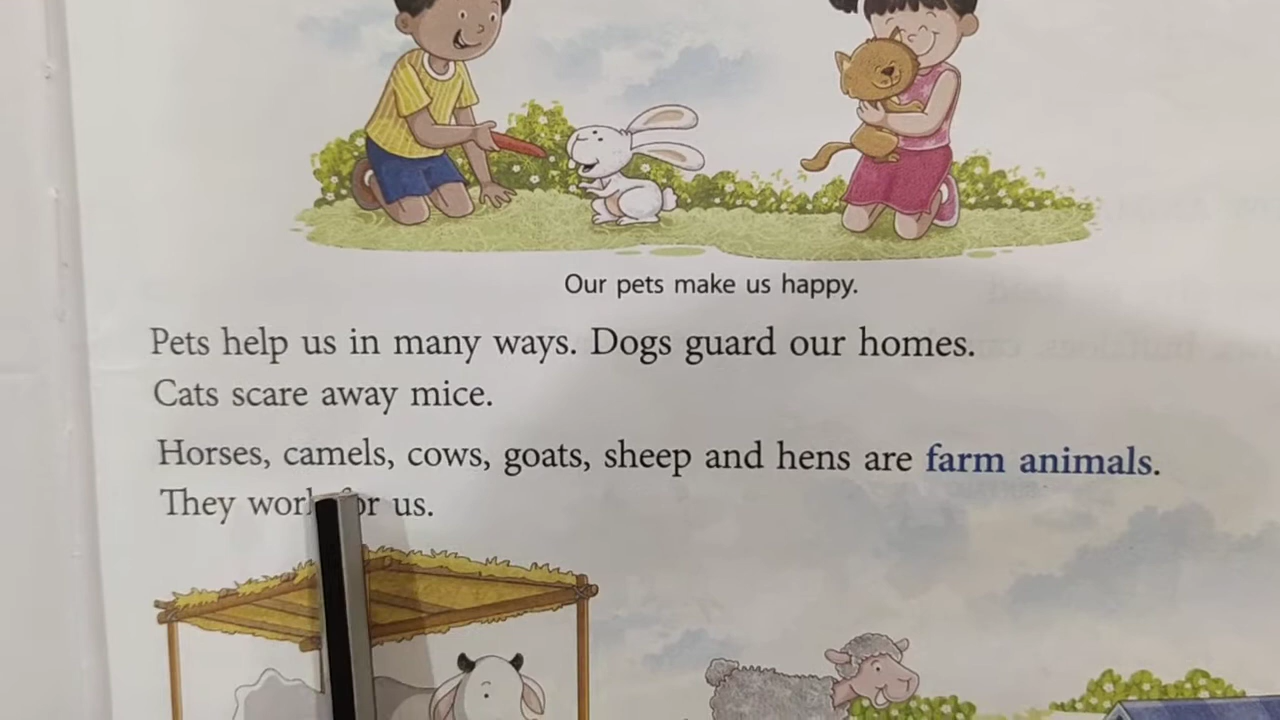 Our pets make us happy.
Pets help us in many ways. Dogs guard our homes.
Cats scare away mice.
Horses, camels, cows, goats, sheep and hens are farm animals.
They work for us.